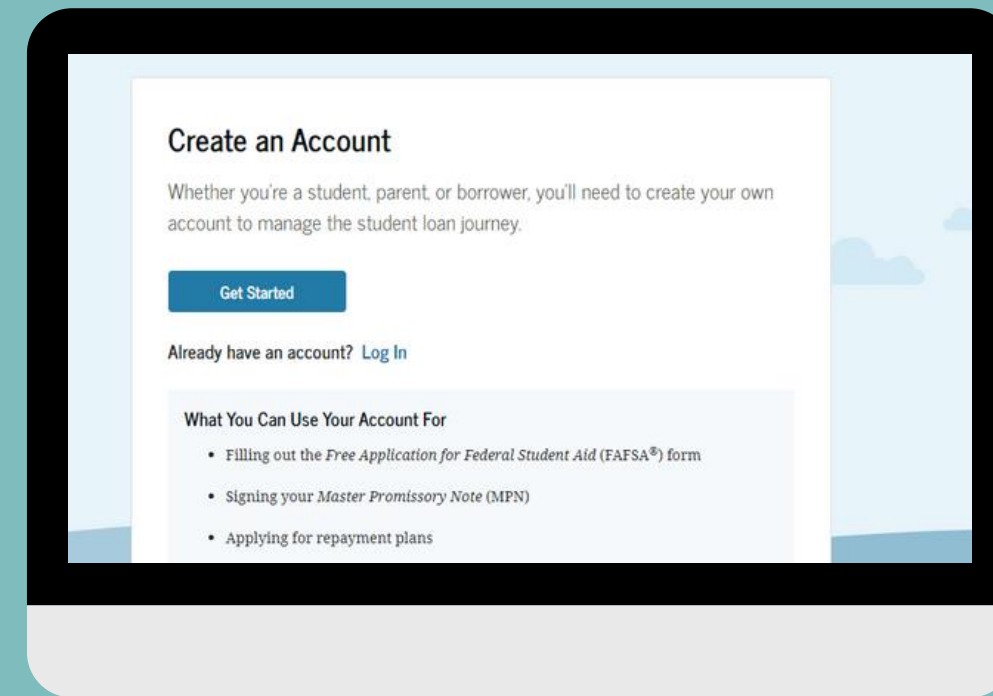 Create an Account
Whether you're a student, parent, or borrower, you'll need to create your own
account to manage the student loan journey.
Get Started
Already have an account? Log In
What You Can Use Your Account For
• Filling out the Free Application for Federal Student Aid (FAFSA®) form
• Signing your Master Promissory Note (MPN)
• Applying for repayment plans